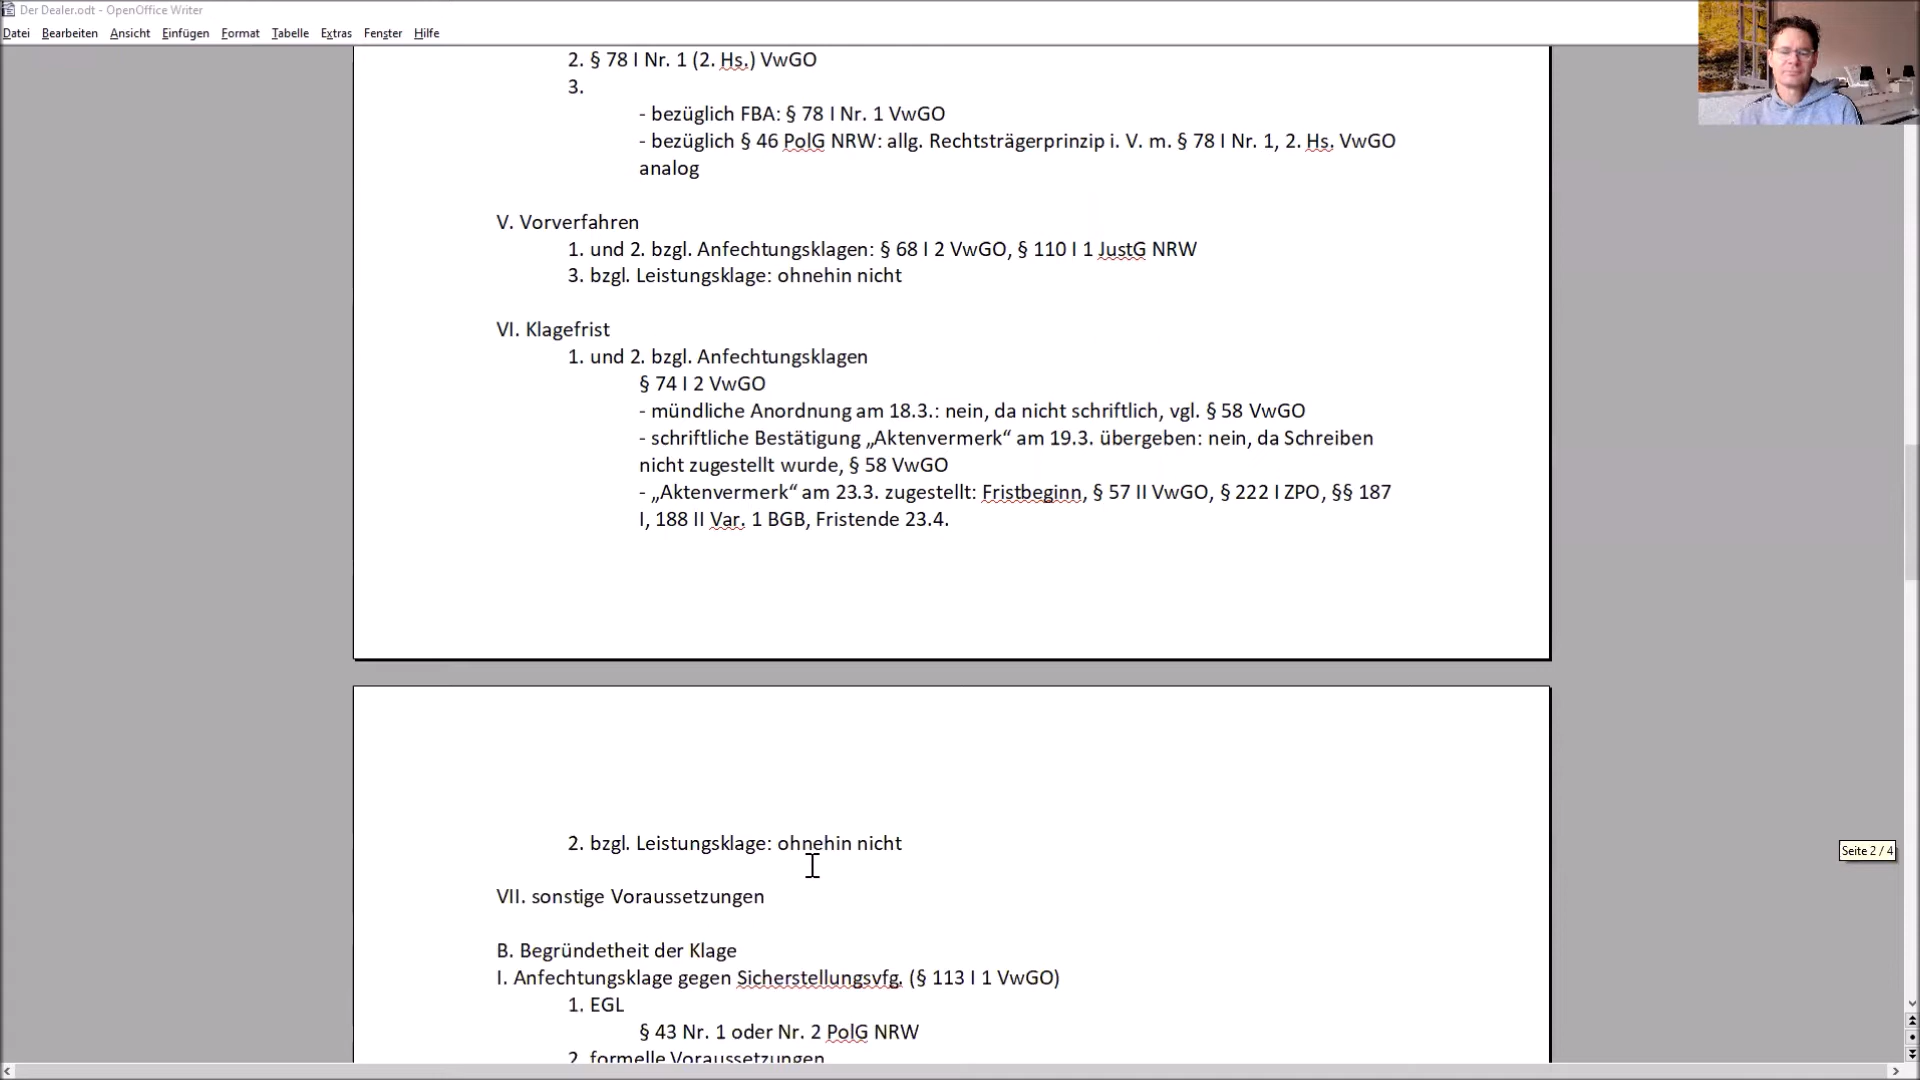 Der Dealer.odt - OpenOffice Writer
Datei Bearbeiten Ansicht Einfügen Format Tabelle Extras Fenster Hilfe
2. § 78 I Nr. 1 (2. Hs.) VwGO
3.
- bezüglich FBA: § 78 I Nr. 1 VwGO
- bezüglich § 46 PolG NRW: allg. Rechtsträgerprinzip i. V. m. § 78 I Nr. 1, 2. Hs. VwGO
analog
V. Vorverfahren
1. und 2. bzgl. Anfechtungsklagen: § 68 I 2 VwGO, § 110 I 1 JustG NRW
3. bzgl. Leistungsklage: ohnehin nicht
VI. Klagefrist
1. und 2. bzgl. Anfechtungsklagen
§ 74 I 2 VwGO
- mündliche Anordnung am 18.3.: nein, da nicht schriftlich, vgl. § 58 VwGO
- schriftliche Bestätigung „Aktenvermerk“ am 19.3. übergeben: nein, da Schreiben
nicht zugestellt wurde, § 58 VwGO
- „Aktenvermerk“ am 23.3. zugestellt: Fristbeginn, § 57 II VwGO, § 222 I ZPO, §§ 187
I, 188 II Var. 1 BGB, Fristende 23.4.
2. bzgl. Leistungsklage: ohnehin nicht
Seite 2 / 4
VII. sonstige Voraussetzungen
B. Begründetheit der Klage
I. Anfechtungsklage gegen Sicherstellungsvfg. (§ 113 I 1 VwGO)
1. EGL
§ 43 Nr. 1 oder Nr. 2 PolG NRW
2. formelle Voraussetzungen